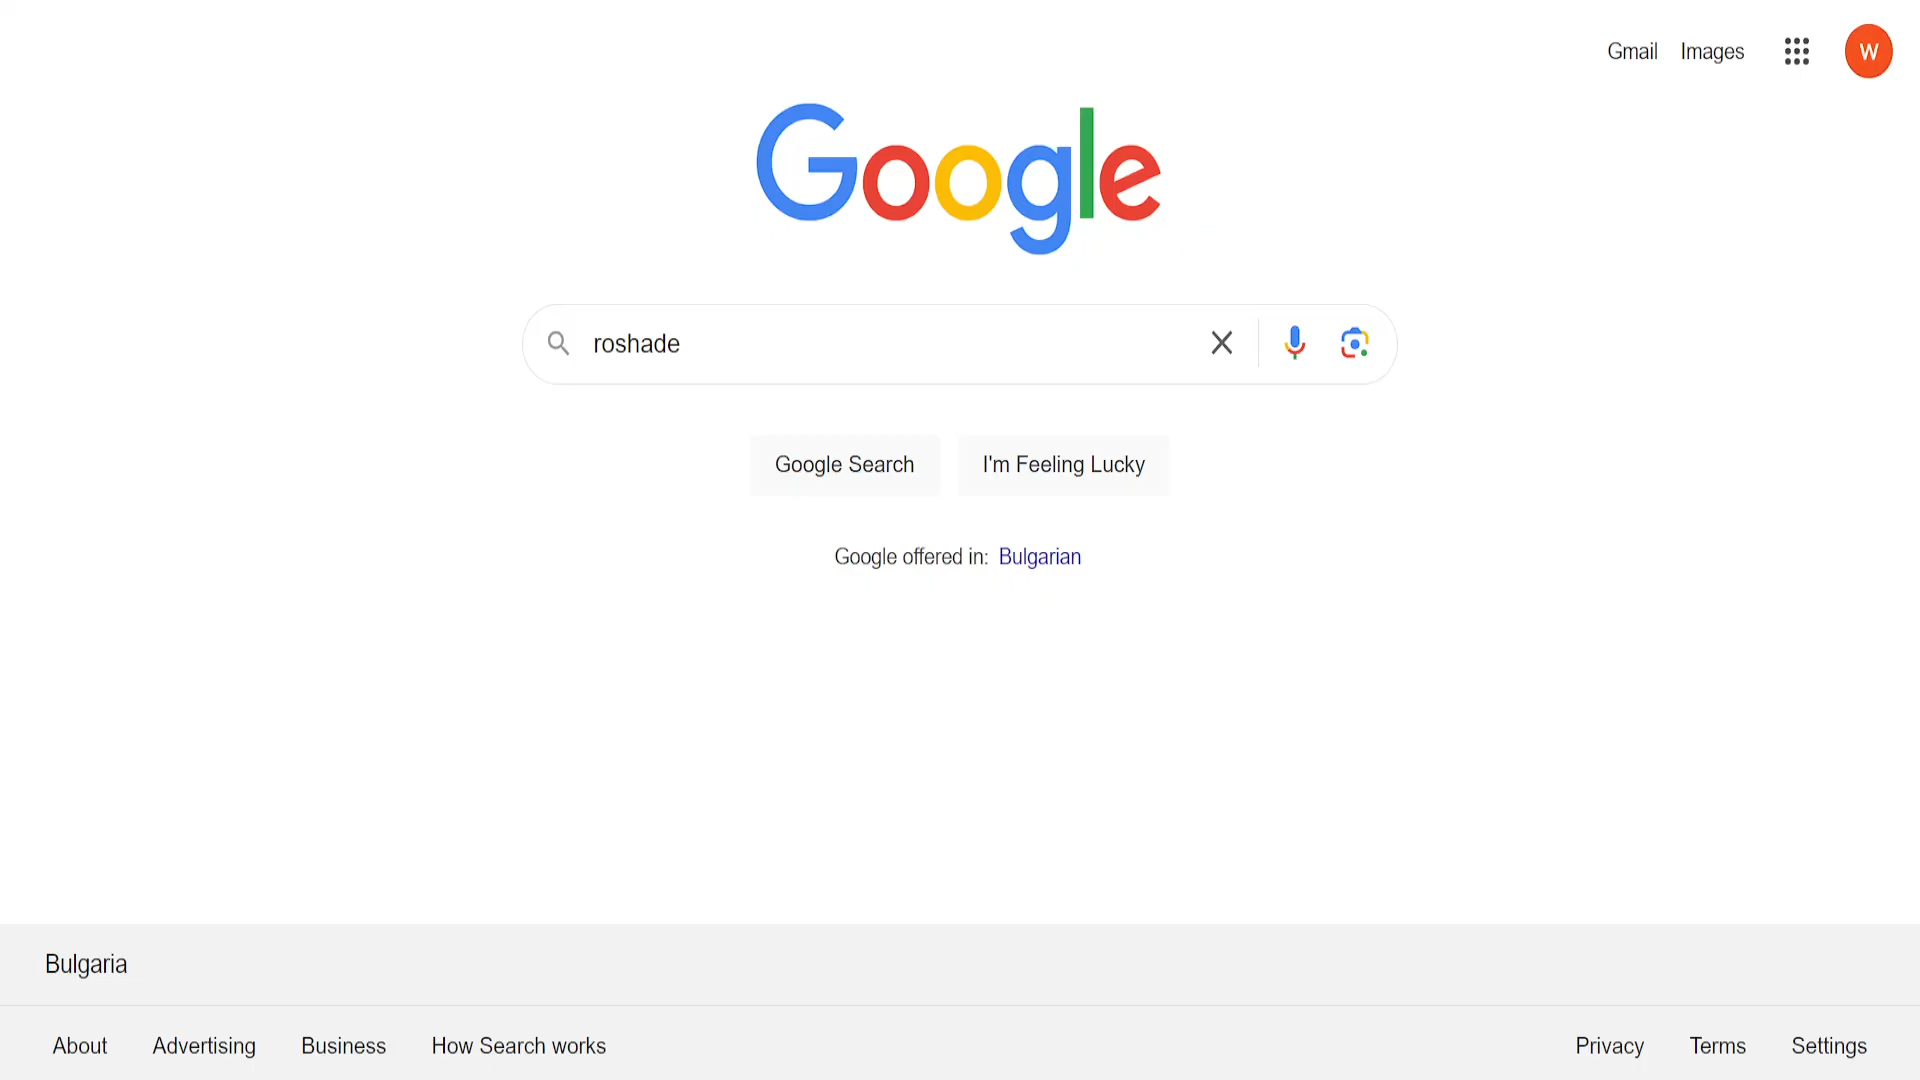 Gmail Images W
Google
roshade
Google Search I'm Feeling Lucky
Google offered in: Bulgarian
Bulgaria
About Advertising Business How Search works Privacy Terms Settings